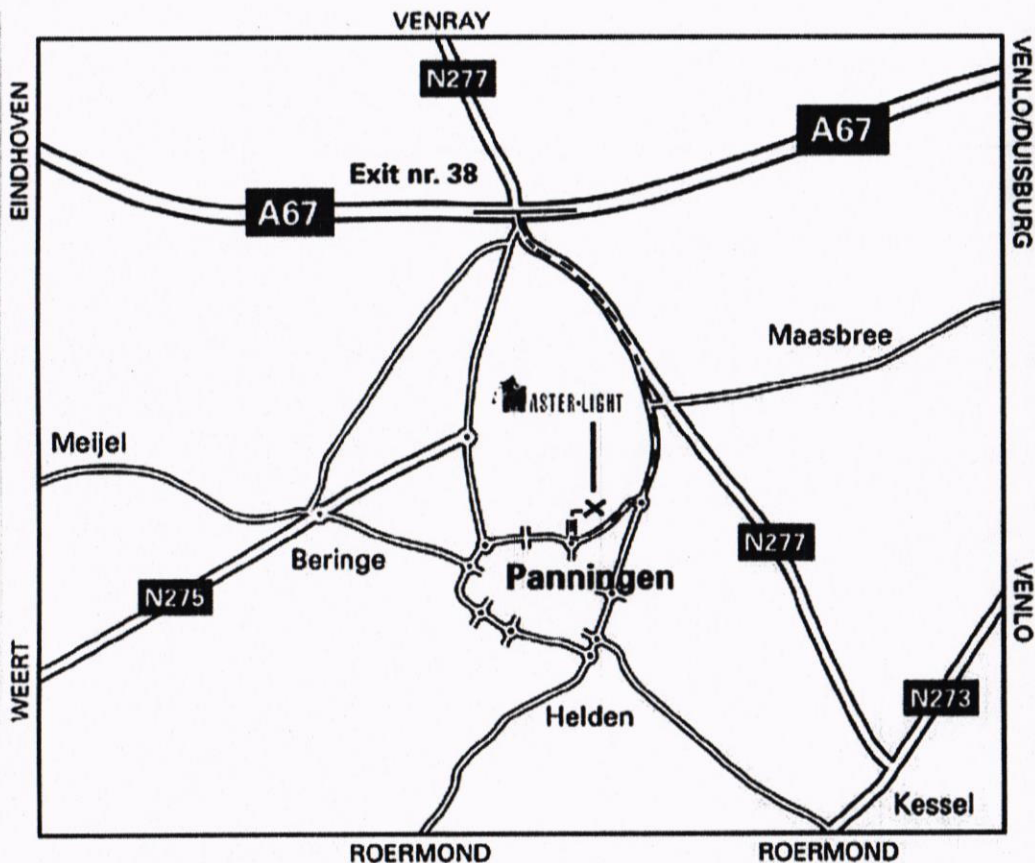 VENRAY
N277
EINDHOVEN
VENLO/DUISBURG
A67
Exit nr. 38
A67
Maasbree
MASTER-LIGHT
Meijel
N277
Beringe
Panningen
N275
VENLO
WEERT
N273
Helden
Kessel
ROERMOND
ROERMOND